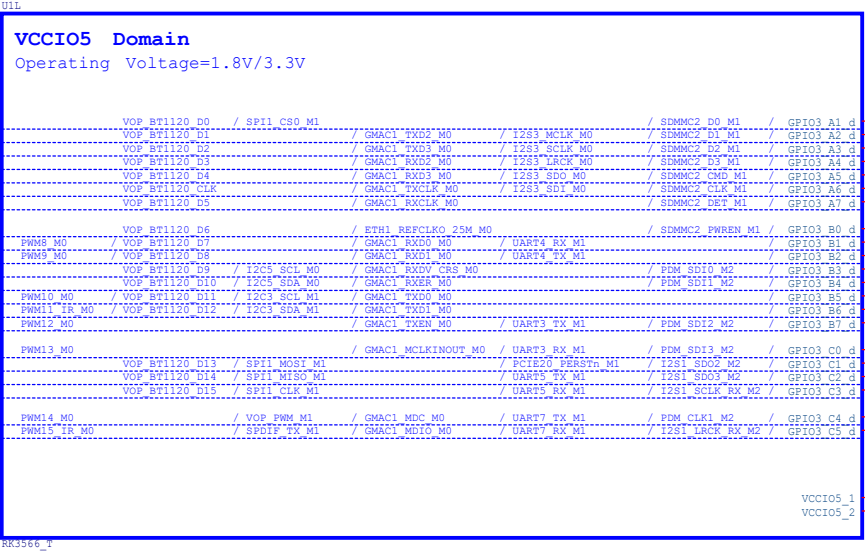 U1L
VCCIO5 Domain
Operating Voltage=1.8V/3.3V
VOP_BT1120_D0 / SPI1_CS0_M1 / SDMMC2_D0_M1 / GPIO3_A1_d
VOP_BT1120_D1 / GMAC1_TXD2_M0 / I2S3_MCLK_M0 / SDMMC2_D1_M1 / GPIO3_A2_d
VOP_BT1120_D2 / GMAC1_TXD3_M0 / I2S3_SCLK_M0 / SDMMC2_D2_M1 / GPIO3_A3_d
VOP_BT1120_D3 / GMAC1_RXD2_M0 / I2S3_LRCK_M0 / SDMMC2_D3_M1 / GPIO3_A4_d
VOP_BT1120_D4 / GMAC1_RXD3_M0 / I2S3_SDO_M0 / SDMMC2_CMD_M1 / GPIO3_A5_d
VOP_BT1120_CLK / GMAC1_TXCLK_M0 / I2S3_SDI_M0 / SDMMC2_CLK_M1 / GPIO3_A6_d
VOP_BT1120_D5 / GMAC1_RXCLK_M0 / SDMMC2_DET_M1 / GPIO3_A7_d
VOP_BT1120_D6 / ETH1_REFCLKO_25M_M0 / SDMMC2_PWREN_M1 / GPIO3_B0_d
PWM8_M0 / VOP_BT1120_D7 / GMAC1_RXD0_M0 / UART4_RX_M1 / GPIO3_B1_d
PWM9_M0 / VOP_BT1120_D8 / GMAC1_RXD1_M0 / UART4_TX_M1 / GPIO3_B2_d
VOP_BT1120_D9 / I2C5_SCL_M0 / GMAC1_RXDV_CRS_M0 / PDM_SDI0_M2 / GPIO3_B3_d
VOP_BT1120_D10 / I2C5_SDA_M0 / GMAC1_RXER_M0 / PDM_SDI1_M2 / GPIO3_B4_d
PWM10_M0 / VOP_BT1120_D11 / I2C3_SCL_M1 / GMAC1_TXD0_M0 / GPIO3_B5_d
PWM11_IR_M0 / VOP_BT1120_D12 / I2C3_SDA_M1 / GMAC1_TXD1_M0 / GPIO3_B6_d
PWM12_M0 / GMAC1_TXEN_M0 / UART3_TX_M1 / PDM_SDI2_M2 / GPIO3_B7_d
PWM13_M0 / GMAC1_MCLKINOUT_M0 / UART3_RX_M1 / PDM_SDI3_M2 / GPIO3_C0_d
VOP_BT1120_D13 / SPI1_MOSI_M1 / PCIE20_PERSTn_M1 / I2S1_SDO2_M2 / GPIO3_C1_d
VOP_BT1120_D14 / SPI1_MISO_M1 / UART5_TX_M1 / I2S1_SDO3_M2 / GPIO3_C2_d
VOP_BT1120_D15 / SPI1_CLK_M1 / UART5_RX_M1 / I2S1_SCLK_RX_M2 / GPIO3_C3_d
PWM14_M0 / VOP_PWM_M1 / GMAC1_MDC_M0 / UART7_TX_M1 / PDM_CLK1_M2 / GPIO3_C4_d
PWM15_IR_M0 / SPDIF_TX_M1 / GMAC1_MDIO_M0 / UART7_RX_M1 / I2S1_LRCK_RX_M2 / GPIO3_C5_d
VCCIO5_1
VCCIO5_2
RK3566_T